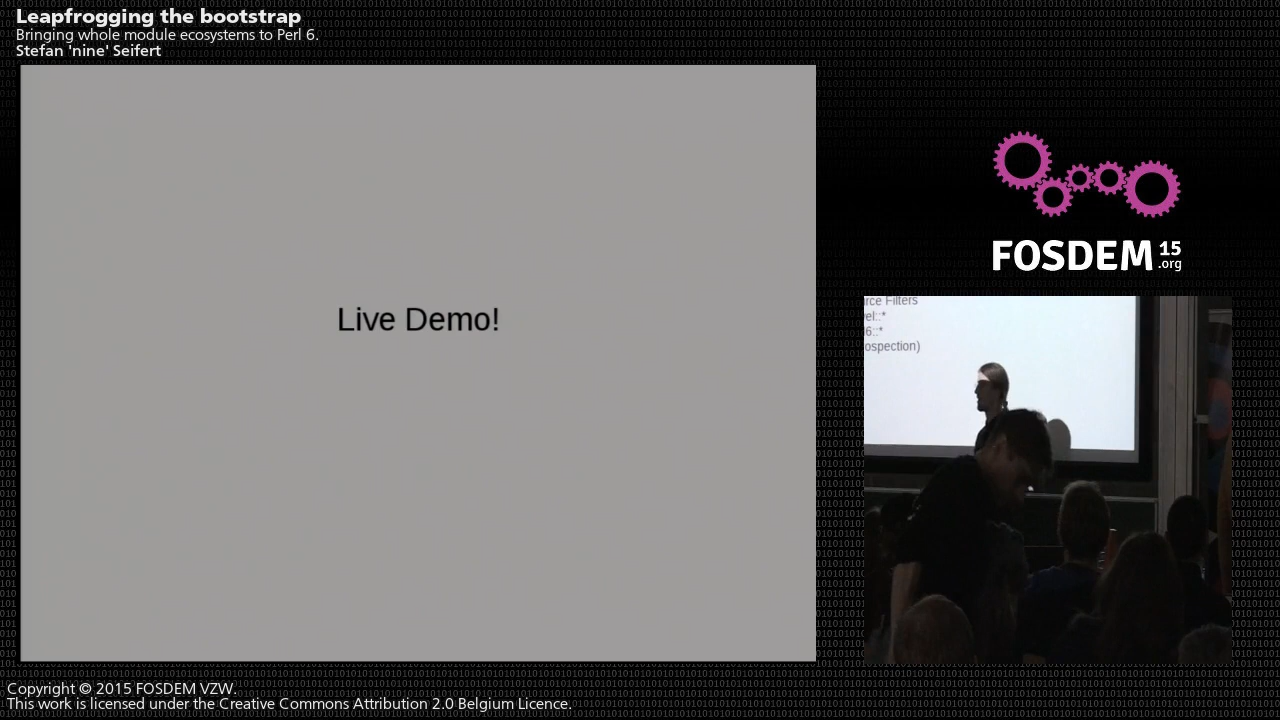 Leapfrogging the bootstrap
Bringing whole module ecosystems to Perl 6.
Stefan 'nine' Seifert
Live Demo!
FOSDEM 15
.org
rce Filters
el::*
6::*
ospection)
Copyright © 2015 FOSDEM VZW.
This work is licensed under the Creative Commons Attribution 2.0 Belgium Licence.